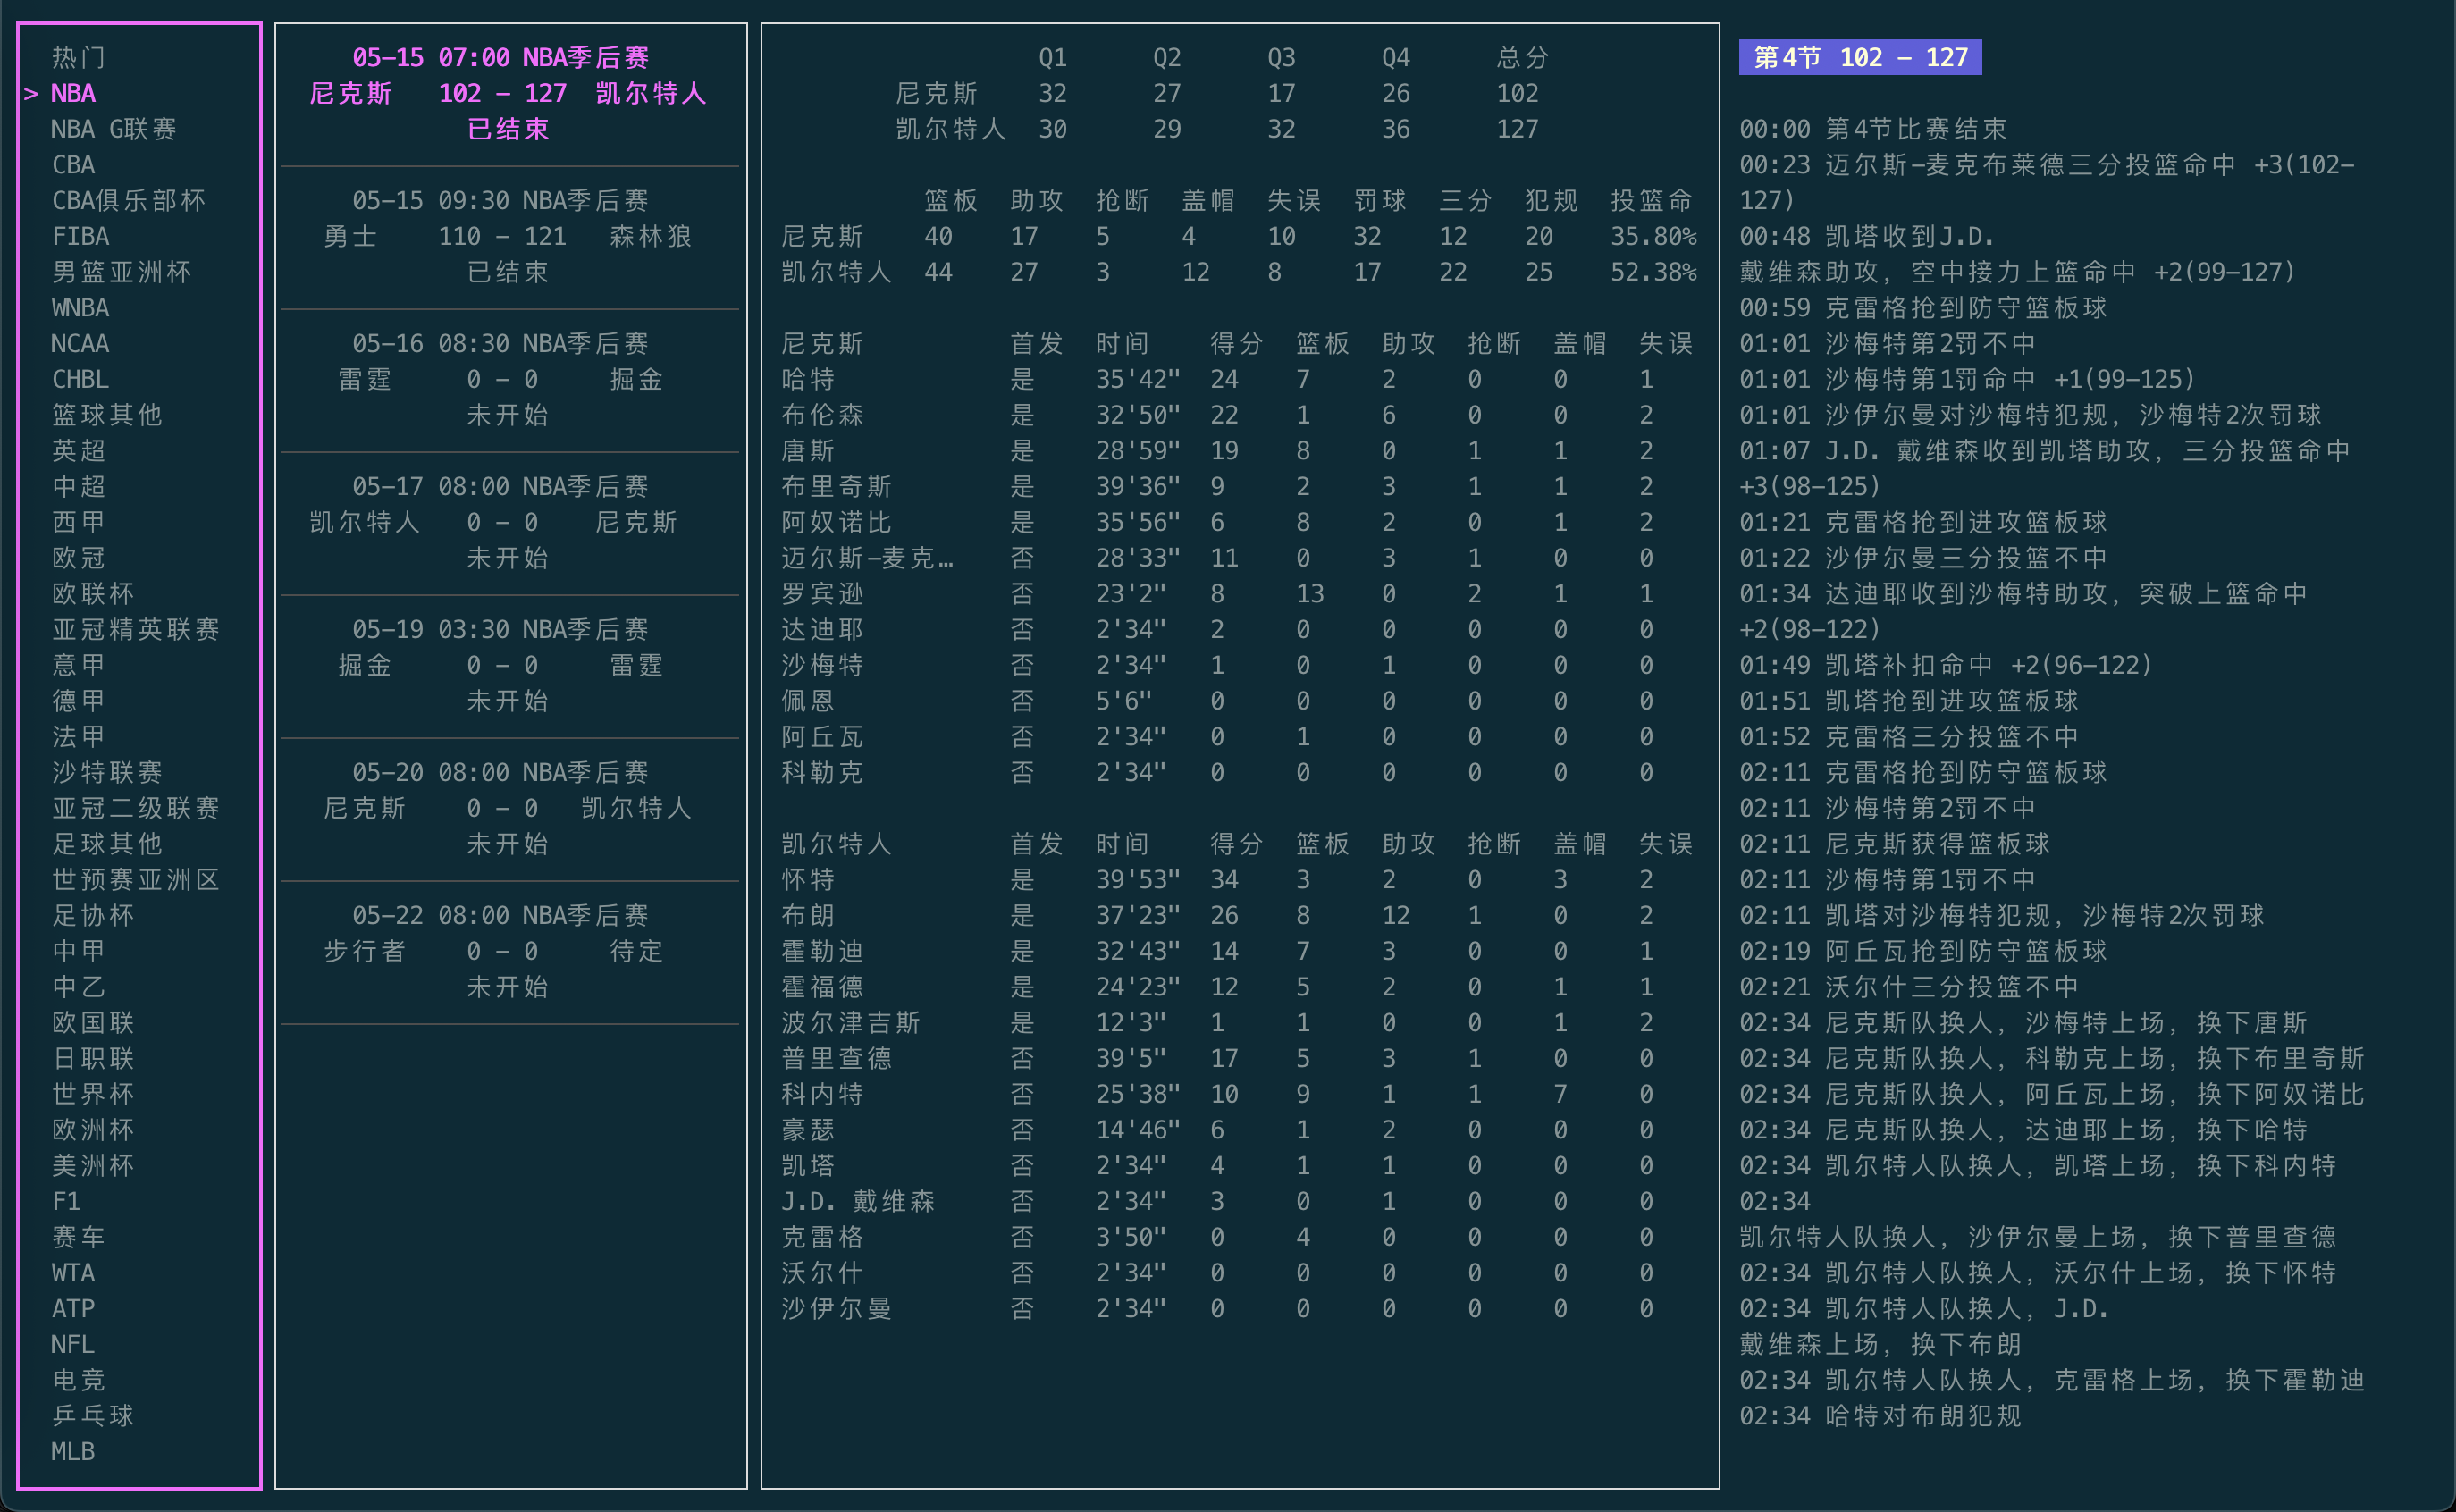 热门
> NBA
NBA G联赛
CBA
CBA俱乐部杯
FIBA
男篮亚洲杯
WNBA
NCAA
CHBL
篮球其他
英超
中超
西甲
欧冠
欧联杯
亚冠精英联赛
意甲
德甲
法甲
沙特联赛
亚冠二级联赛
足球其他
世预赛亚洲区
足协杯
中甲
中乙
欧国联
日职联
世界杯
欧洲杯
美洲杯
F1
赛车
WTA
ATP
NFL
电竞
乒乓球
MLB
05-15 07:00 NBA季后赛
尼克斯 102 - 127 凯尔特人
已结束
05-15 09:30 NBA季后赛
勇士 110 - 121 森林狼
已结束
05-16 08:30 NBA季后赛
雷霆 0 - 0 掘金
未开始
05-17 08:00 NBA季后赛
凯尔特人 0 - 0 尼克斯
未开始
05-19 03:30 NBA季后赛
掘金 0 - 0 雷霆
未开始
05-20 08:00 NBA季后赛
尼克斯 0 - 0 凯尔特人
未开始
05-22 08:00 NBA季后赛
步行者 0 - 0 待定
未开始
Q1 Q2 Q3 Q4 总分
尼克斯 32 27 17 26 102
凯尔特人 30 29 32 36 127
篮板 助攻 抢断 盖帽 失误 罚球 三分 犯规 投篮命
尼克斯 40 17 5 4 10 32 12 20 35.80%
凯尔特人 44 27 3 12 8 17 22 25 52.38%
尼克斯 首发 时间 得分 篮板 助攻 抢断 盖帽 失误
哈特 是 35'42" 24 7 2 0 0 1
布伦森 是 32'50" 22 1 6 0 0 2
唐斯 是 28'59" 19 8 0 1 1 2
布里奇斯 是 39'36" 9 2 3 1 1 2
阿奴诺比 是 35'56" 6 8 2 0 1 2
迈尔斯-麦克… 否 28'33" 11 0 3 1 0 0
罗宾逊 否 23'2" 8 13 0 2 1 1
达迪耶 否 2'34" 2 0 0 0 0 0
沙梅特 否 2'34" 1 0 1 0 0 0
佩恩 否 5'6" 0 0 0 0 0 0
阿丘瓦 否 2'34" 0 1 0 0 0 0
科勒克 否 2'34" 0 0 0 0 0 0
凯尔特人 首发 时间 得分 篮板 助攻 抢断 盖帽 失误
怀特 是 39'53" 34 3 2 0 3 2
布朗 是 37'23" 26 8 12 1 0 2
霍勒迪 是 32'43" 14 7 3 0 0 1
霍福德 是 24'23" 12 5 2 0 1 1
波尔津吉斯 是 12'3" 1 1 0 0 1 2
普里查德 否 39'5" 17 5 3 1 0 0
科内特 否 25'38" 10 9 1 1 7 0
豪瑟 否 14'46" 6 1 2 0 0 0
凯塔 否 2'34" 4 1 1 0 0 0
J.D. 戴维森 否 2'34" 3 0 1 0 0 0
克雷格 否 3'50" 0 4 0 0 0 0
沃尔什 否 2'34" 0 0 0 0 0 0
沙伊尔曼 否 2'34" 0 0 0 0 0 0
第4节 102 - 127
00:00 第4节比赛结束
00:23 迈尔斯-麦克布莱德三分投篮命中 +3(102-
127)
00:48 凯塔收到J.D.
戴维森助攻, 空中接力上篮命中 +2(99-127)
00:59 克雷格抢到防守篮板球
01:01 沙梅特第2罚不中
01:01 沙梅特第1罚命中 +1(99-125)
01:01 沙伊尔曼对沙梅特犯规, 沙梅特2次罚球
01:07 J.D. 戴维森收到凯塔助攻, 三分投篮命中
+3(98-125)
01:21 克雷格抢到进攻篮板球
01:22 沙伊尔曼三分投篮不中
01:34 达迪耶收到沙梅特助攻, 突破上篮命中
+2(98-122)
01:49 凯塔补扣命中 +2(96-122)
01:51 凯塔抢到进攻篮板球
01:52 克雷格三分投篮不中
02:11 克雷格抢到防守篮板球
02:11 沙梅特第2罚不中
02:11 尼克斯获得篮板球
02:11 沙梅特第1罚不中
02:11 凯塔对沙梅特犯规, 沙梅特2次罚球
02:19 阿丘瓦抢到防守篮板球
02:21 沃尔什三分投篮不中
02:34 尼克斯队换人, 沙梅特上场, 换下唐斯
02:34 尼克斯队换人, 科勒克上场, 换下布里奇斯
02:34 尼克斯队换人, 阿丘瓦上场, 换下阿奴诺比
02:34 尼克斯队换人, 达迪耶上场, 换下哈特
02:34 凯尔特人队换人, 凯塔上场, 换下科内特
02:34
凯尔特人队换人, 沙伊尔曼上场, 换下普里查德
02:34 凯尔特人队换人, 沃尔什上场, 换下怀特
02:34 凯尔特人队换人, J.D.
戴维森上场, 换下布朗
02:34 凯尔特人队换人, 克雷格上场, 换下霍勒迪
02:34 哈特对布朗犯规